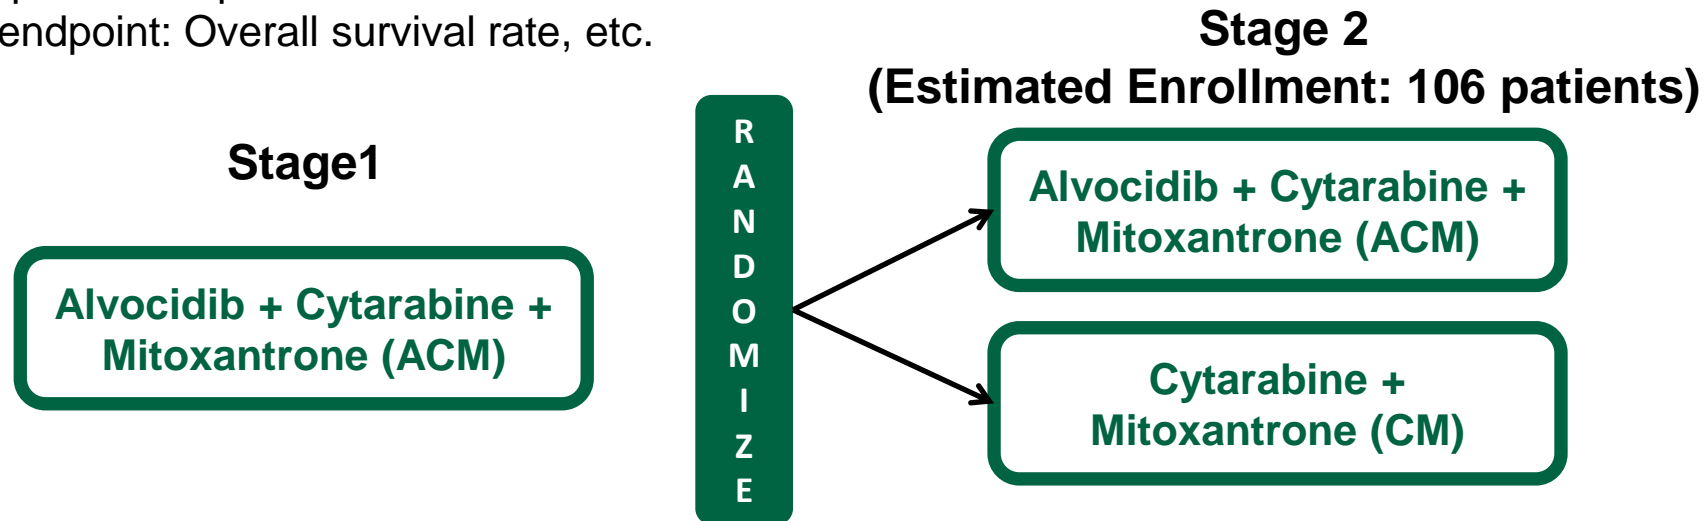 endpoint: Overall survival rate, etc.
Stage 2
(Estimated Enrollment: 106 patients)
Stage1
Alvocidib + Cytarabine +
Mitoxantrone (ACM)
R
A
N
D
O
M
I
Z
E
Alvocidib + Cytarabine +
Mitoxantrone (ACM)
Cytarabine +
Mitoxantrone (CM)